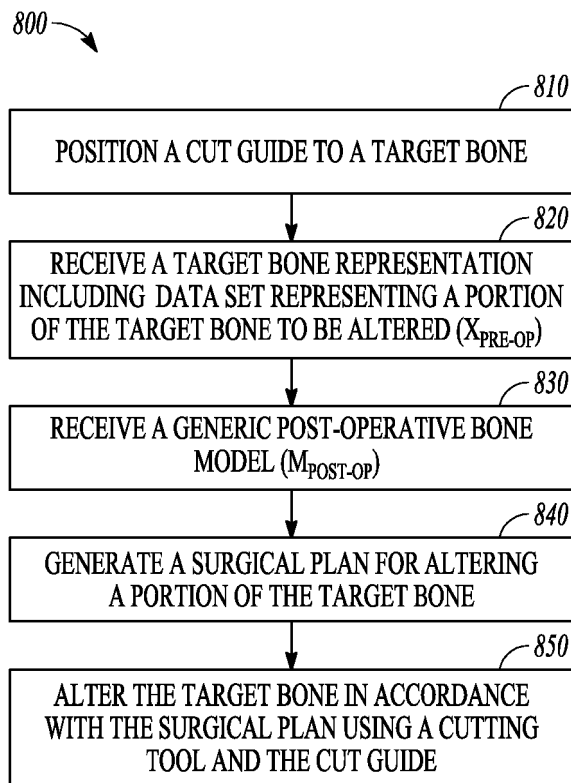 800
810
POSITION A CUT GUIDE TO A TARGET BONE
820
RECEIVE A TARGET BONE REPRESENTATION
INCLUDING DATA SET REPRESENTING A PORTION
OF THE TARGET BONE TO BE ALTERED (X_PRE-OP)
830
RECEIVE A GENERIC POST-OPERATIVE BONE
MODEL (M_POST-OP)
840
GENERATE A SURGICAL PLAN FOR ALTERING
A PORTION OF THE TARGET BONE
850
ALTER THE TARGET BONE IN ACCORDANCE
WITH THE SURGICAL PLAN USING A CUTTING
TOOL AND THE CUT GUIDE